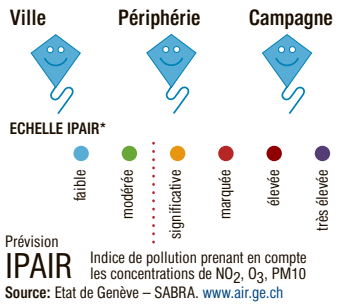 Ville Périphérie Campagne
ECHELLE IPAIR*
faible modérée significative marquée élevée très élevée
Prévision
IPAIR Indice de pollution prenant en compte
les concentrations de NO2, O3, PM10
Source: Etat de Genève – SABRA. www.air.ge.ch